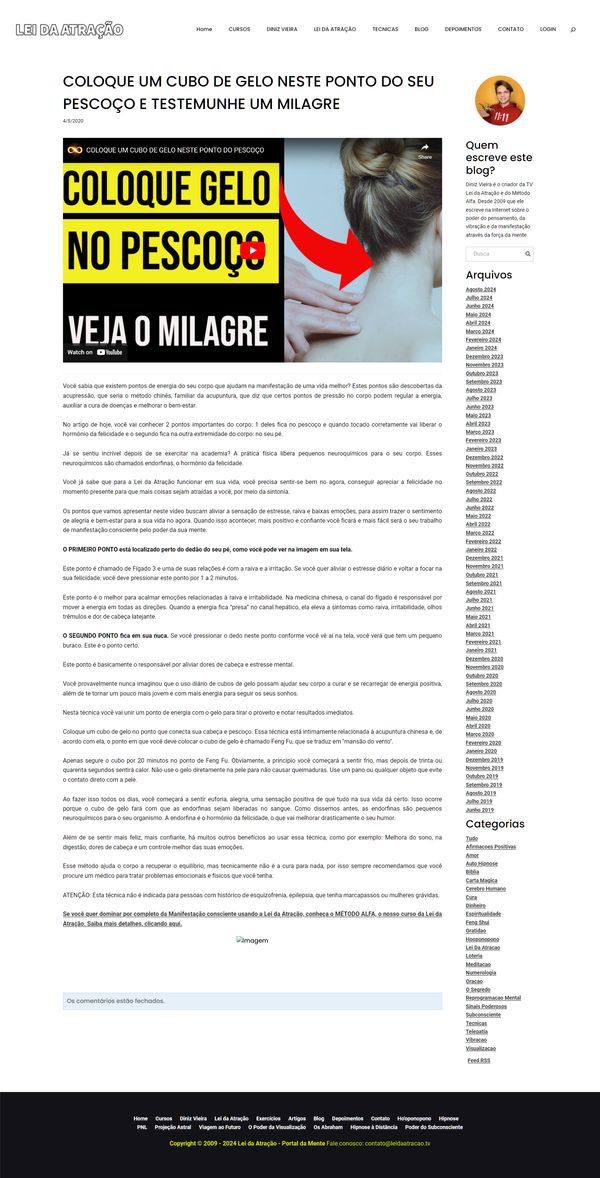 LEI DA ATRAÇÃO
Home CURSOS DINIZ VIEIRA LEI DA ATRAÇÃO TECNICAS BLOG DEPOIMENTOS CONTATO LOGIN
COLOQUE UM CUBO DE GELO NESTE PONTO DO SEU
PESCOÇO E TESTEMUNHE UM MILAGRE
4/5/2020
COLOQUE UM CUBO DE GELO NESTE PONTO DO PESCOÇO
Share
COLOQUE GELO
NO PESCOÇO
VEJA O MILAGRE
Watch on YouTube
Você sabia que existem pontos de energia do seu corpo que ajudam na manifestação de uma vida melhor? Estes pontos são descobertas da
acupressão, que seria o método chinês, familiar da acupuntura, que diz que certos pontos de pressão no corpo podem regular a energia,
auxiliar a cura de doenças e melhorar o bem-estar.
No artigo de hoje, você vai conhecer 2 pontos importantes do corpo: 1 deles fica no pescoço e quando tocado corretamente vai liberar o
hormônio da felicidade e o segundo fica na outra extremidade do corpo: no seu pé.
Já se sentiu incrível depois de se exercitar na academia? A prática física libera pequenos neuroquímicos para o seu corpo. Esses
neuroquímicos são chamados endorfinas, o hormônio da felicidade.
Você já sabe que para a Lei da Atração funcionar em sua vida, você precisa sentir-se bem no agora, conseguir apreciar a felicidade no
momento presente para que mais coisas sejam atraídas a você, por meio da sintonia.
Os pontos que vamos apresentar neste vídeo buscam aliviar a sensação de estresse, raiva e baixas emoções, para assim trazer o sentimento
de alegria e bem-estar para a sua vida no agora. Quando isso acontecer, mais positivo e confiante você ficará e mais fácil será o seu trabalho
de manifestação consciente pelo poder da sua mente.
O PRIMEIRO PONTO está localizado perto do dedão do seu pé, como você pode ver na imagem em sua tela.
Este ponto é chamado de Fígado 3 e uma de suas relações é com a raiva e a irritação. Se você quer aliviar o estresse diário e voltar a focar na
sua felicidade, você deve pressionar este ponto por 1 a 2 minutos.
Este ponto é o melhor para acalmar emoções relacionadas à raiva e irritabilidade. Na medicina chinesa, o canal do fígado é responsável por
mover a energia em todas as direções. Quando a energia fica "presa" no canal hepático, ela eleva a sintomas como raiva, irritabilidade, olhos
trêmulos e dor de cabeça latejante.
O SEGUNDO PONTO fica em sua nuca. Se você pressionar o dedo neste ponto conforme você vê aí na tela, você verá que tem um pequeno
buraco. Este é o ponto certo.
Este ponto é basicamente o responsável por aliviar dores de cabeça e estresse mental.
Você provavelmente nunca imaginou que o uso diário de cubos de gelo possam ajudar seu corpo a curar e se recarregar de energia positiva,
além de te tornar um pouco mais jovem e com mais energia para seguir os seus sonhos.
Nesta técnica você vai unir um ponto de energia com o gelo para tirar o proveito e notar resultados imediatos.
Coloque um cubo de gelo no ponto que conecta sua cabeça e pescoço. Essa técnica está intimamente relacionada à acupuntura chinesa e, de
acordo com ela, o ponto em que você deve colocar o cubo de gelo é chamado Feng Fu, que se traduz em "mansão do vento".
Apenas segure o cubo por 20 minutos no ponto de Feng Fu. Obviamente, a princípio você começará a sentir frio, mas depois de trinta ou
quarenta segundos sentirá calor. Não use o gelo diretamente na pele para não causar queimaduras. Use um pano ou qualquer objeto que evite
o contato direto com a pele.
Ao fazer isso todos os dias, você começará a sentir euforia, alegria, uma sensação positiva de que tudo na sua vida dá certo. Isso ocorre
porque o cubo de gelo fará com que as endorfinas sejam liberadas no sangue. Como dissemos antes, as endorfinas são pequenos
neuroquímicos para o seu organismo. A endorfina é o hormônio da felicidade, o que vai melhorar drasticamente o seu humor.
Além de se sentir mais feliz, mais confiante, há muitos outros benefícios ao usar essa técnica, como por exemplo: Melhora do sono, na
digestão, dores de cabeça e um controle melhor das suas emoções.
Esse método ajuda o corpo a recuperar o equilíbrio, mas tecnicamente não é a cura para nada, por isso sempre recomendamos que você
procure um médico para tratar problemas emocionais e físicos que você tenha.
ATENÇÃO: Esta técnica não é indicada para pessoas com histórico de esquizofrenia, epilepsia, que tenha marcapassos ou mulheres grávidas.
Se você quer dominar por completo da Manifestação consciente usando a Lei da Atração, conheça o MÉTODO ALFA, o nosso curso da Lei da
Atração. Saiba mais detalhes, clicando aqui.
Imagem
Os comentários estão fechados.
11:11
Quem
escreve este
blog?
Diniz Vieira é o criador da TV
Lei da Atração e do Método
Alfa. Desde 2009 que ele
escreve na Internet sobre o
poder do pensamento, da
vibração e da manifestação
através da força da mente.
Busca
Arquivos
Agosto 2024
Julho 2024
Junho 2024
Maio 2024
Abril 2024
Março 2024
Fevereiro 2024
Janeiro 2024
Dezembro 2023
Novembro 2023
Outubro 2023
Setembro 2023
Agosto 2023
Julho 2023
Junho 2023
Maio 2023
Abril 2023
Março 2023
Fevereiro 2023
Janeiro 2023
Dezembro 2022
Novembro 2022
Outubro 2022
Setembro 2022
Agosto 2022
Julho 2022
Junho 2022
Maio 2022
Abril 2022
Março 2022
Fevereiro 2022
Janeiro 2022
Dezembro 2021
Novembro 2021
Outubro 2021
Setembro 2021
Agosto 2021
Julho 2021
Junho 2021
Maio 2021
Abril 2021
Março 2021
Fevereiro 2021
Janeiro 2021
Dezembro 2020
Novembro 2020
Outubro 2020
Setembro 2020
Agosto 2020
Julho 2020
Junho 2020
Maio 2020
Abril 2020
Março 2020
Fevereiro 2020
Janeiro 2020
Dezembro 2019
Novembro 2019
Outubro 2019
Setembro 2019
Agosto 2019
Julho 2019
Junho 2019
Categorias
Tudo
Afirmacoes Positivas
Amor
Auto Hipnose
Biblia
Carta Magica
Cerebro Humano
Cura
Dinheiro
Espiritualidade
Feng Shui
Gratidao
Hooponopono
Lei Da Atracao
Loteria
Meditacao
Numerologia
Oracao
O Segredo
Reprogramacao Mental
Sinais Poderosos
Subconsciente
Tecnicas
Telepatia
Vibracao
Visualizacao
Feed RSS
Home Cursos Diniz Vieira Lei da Atração Exercícios Artigos Blog Depoimentos Contato Ho'oponopono Hipnose
PNL Projeção Astral Viagem ao Futuro O Poder da Visualização Os Abraham Hipnose à Distância Poder do Subconsciente
Copyright © 2009 - 2024 Lei da Atração - Portal da Mente Fale conosco: contato@leidaatracao.tv